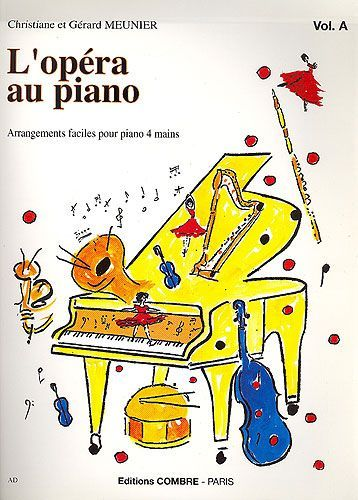 Christiane et Gérard MEUNIER
Vol. A
L'opéra
au piano
Arrangements faciles pour piano 4 mains
AD
Editions COMBRE - PARIS